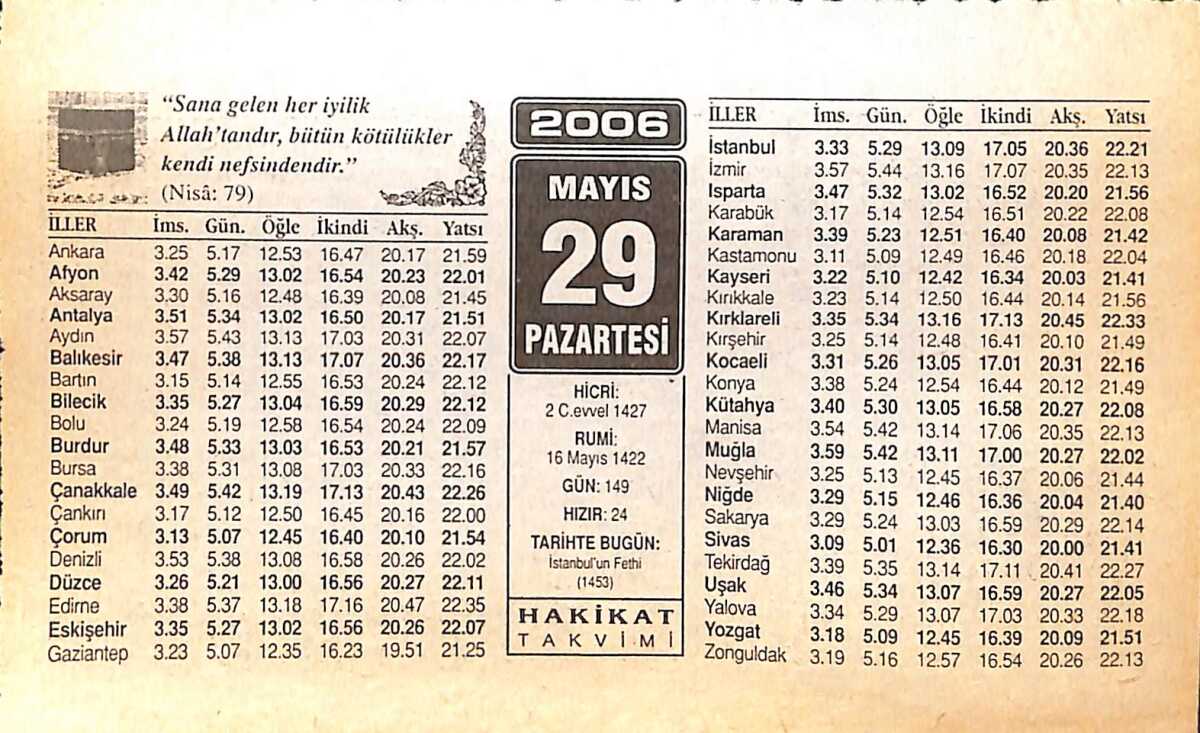 "Sana gelen her iyilik
Allah'tandır, bütün kötülükler
kendi nefsindendir."
(Nisâ: 79)
İLLER İms. Gün. Öğle İkindi Akş. Yatsı
Ankara 3.25 5.17 12.53 16.47 20.17 21.59
Afyon 3.42 5.29 13.02 16.54 20.23 22.01
Aksaray 3.30 5.16 12.48 16.39 20.08 21.45
Antalya 3.51 5.34 13.02 16.50 20.17 21.51
Aydın 3.57 5.43 13.13 17.03 20.31 22.07
Balıkesir 3.47 5.38 13.13 17.07 20.36 22.17
Bartın 3.15 5.14 12.55 16.53 20.24 22.12
Bilecik 3.35 5.27 13.04 16.59 20.29 22.12
Bolu 3.24 5.19 12.58 16.54 20.24 22.09
Burdur 3.48 5.33 13.03 16.53 20.21 21.57
Bursa 3.38 5.31 13.08 17.03 20.33 22.16
Çanakkale 3.49 5.42 13.19 17.13 20.43 22.26
Çankırı 3.17 5.12 12.50 16.45 20.16 22.00
Çorum 3.13 5.07 12.45 16.40 20.10 21.54
Denizli 3.53 5.38 13.08 16.58 20.26 22.02
Düzce 3.26 5.21 13.00 16.56 20.27 22.11
Edirne 3.38 5.37 13.18 17.16 20.47 22.35
Eskişehir 3.35 5.27 13.02 16.56 20.26 22.07
Gaziantep 3.23 5.07 12.35 16.23 19.51 21.25
2006
MAYIS
29
PAZARTESİ
HİCRİ:
2 C.evvel 1427
RUMİ:
16 Mayıs 1422
GÜN: 149
HIZIR: 24
TARİHTE BUGÜN:
İstanbul'un Fethi
(1453)
HAKİKAT
TAKVİMİ
İLLER İms. Gün. Öğle İkindi Akş. Yatsı
İstanbul 3.33 5.29 13.09 17.05 20.36 22.21
İzmir 3.57 5.44 13.16 17.07 20.35 22.13
Isparta 3.47 5.32 13.02 16.52 20.20 21.56
Karabük 3.17 5.14 12.54 16.51 20.22 22.08
Karaman 3.39 5.23 12.51 16.40 20.08 21.42
Kastamonu 3.11 5.09 12.49 16.46 20.18 22.04
Kayseri 3.22 5.10 12.42 16.34 20.03 21.41
Kırıkkale 3.23 5.14 12.50 16.44 20.14 21.56
Kırklareli 3.35 5.34 13.16 17.13 20.45 22.33
Kırşehir 3.25 5.14 12.48 16.41 20.10 21.49
Kocaeli 3.31 5.26 13.05 17.01 20.31 22.16
Konya 3.38 5.24 12.54 16.44 20.12 21.49
Kütahya 3.40 5.30 13.05 16.58 20.27 22.08
Manisa 3.54 5.42 13.14 17.06 20.35 22.13
Muğla 3.59 5.42 13.11 17.00 20.27 22.02
Nevşehir 3.25 5.13 12.45 16.37 20.06 21.44
Niğde 3.29 5.15 12.46 16.36 20.04 21.40
Sakarya 3.29 5.24 13.03 16.59 20.29 22.14
Sivas 3.09 5.01 12.36 16.30 20.00 21.41
Tekirdağ 3.39 5.35 13.14 17.11 20.41 22.27
Uşak 3.46 5.34 13.07 16.59 20.27 22.05
Yalova 3.34 5.29 13.07 17.03 20.33 22.18
Yozgat 3.18 5.09 12.45 16.39 20.09 21.51
Zonguldak 3.19 5.16 12.57 16.54 20.26 22.13